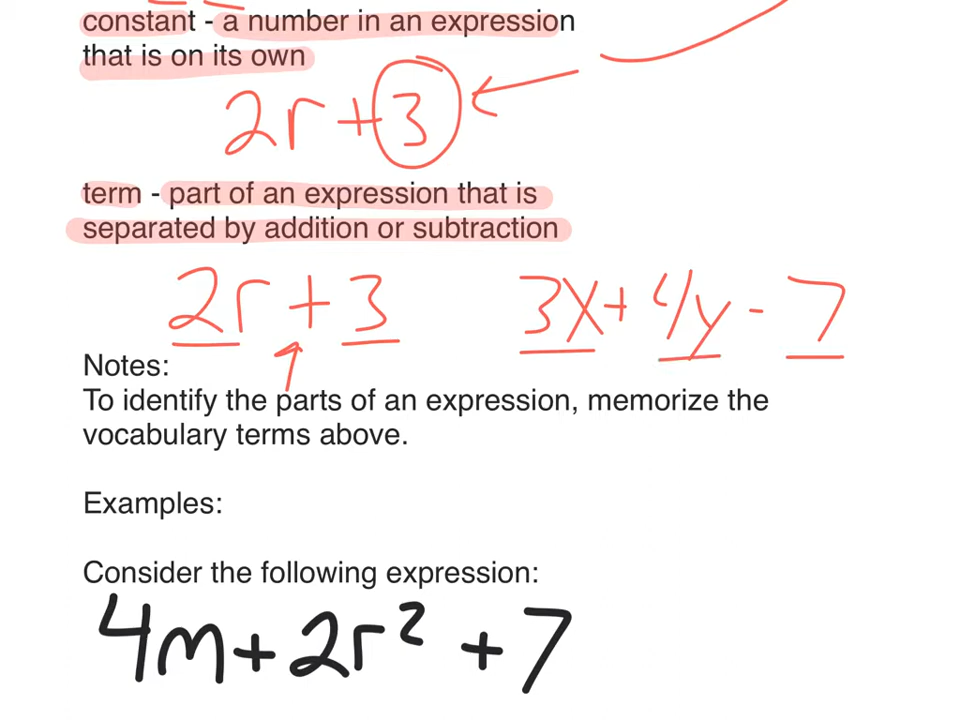 constant - a number in an expression
that is on its own
2r + 3
term - part of an expression that is
separated by addition or subtraction
2r + 3 3x + 4y - 7
Notes:
To identify the parts of an expression, memorize the
vocabulary terms above.
Examples:
Consider the following expression:
4m + 2r² + 7